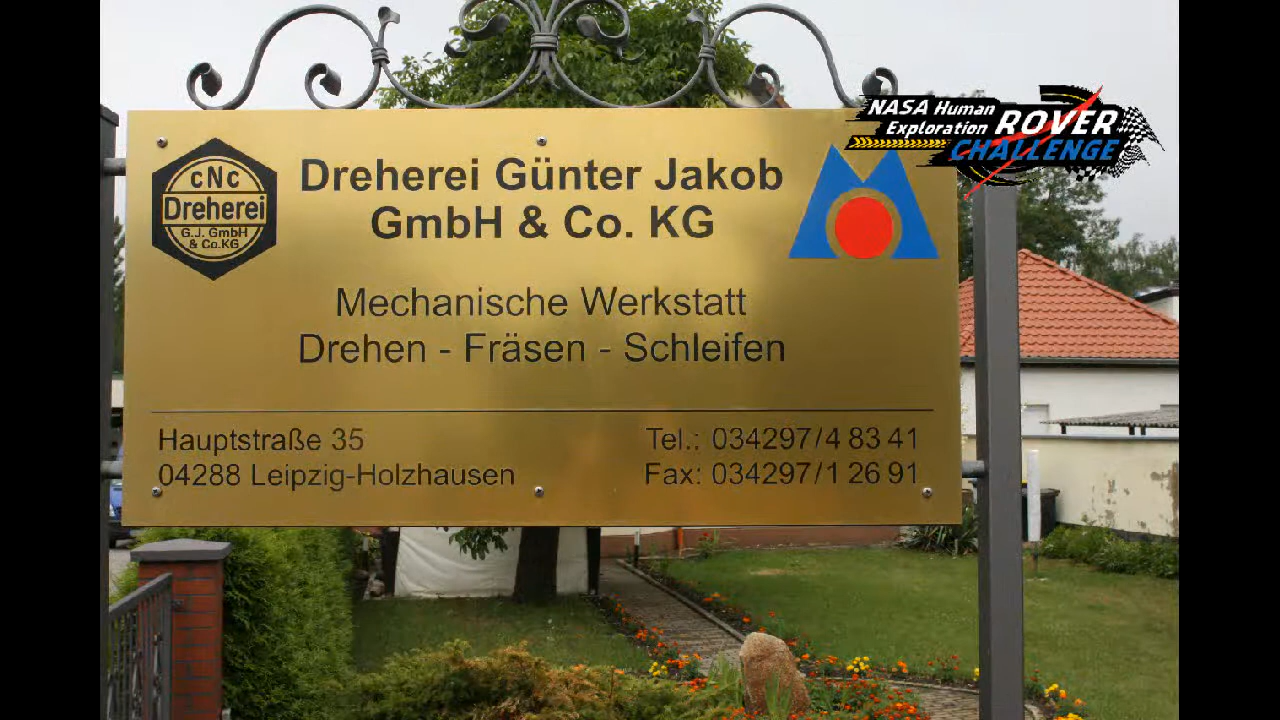 NASA Human
Exploration ROVER
CHALLENGE
cNc
Dreherei
G.J. GmbH
& Co.KG
Dreherei Günter Jakob
GmbH & Co. KG
Mechanische Werkstatt
Drehen - Fräsen - Schleifen
Hauptstraße 35
04288 Leipzig-Holzhausen
Tel.: 034297/4 83 41
Fax: 034297/1 26 91